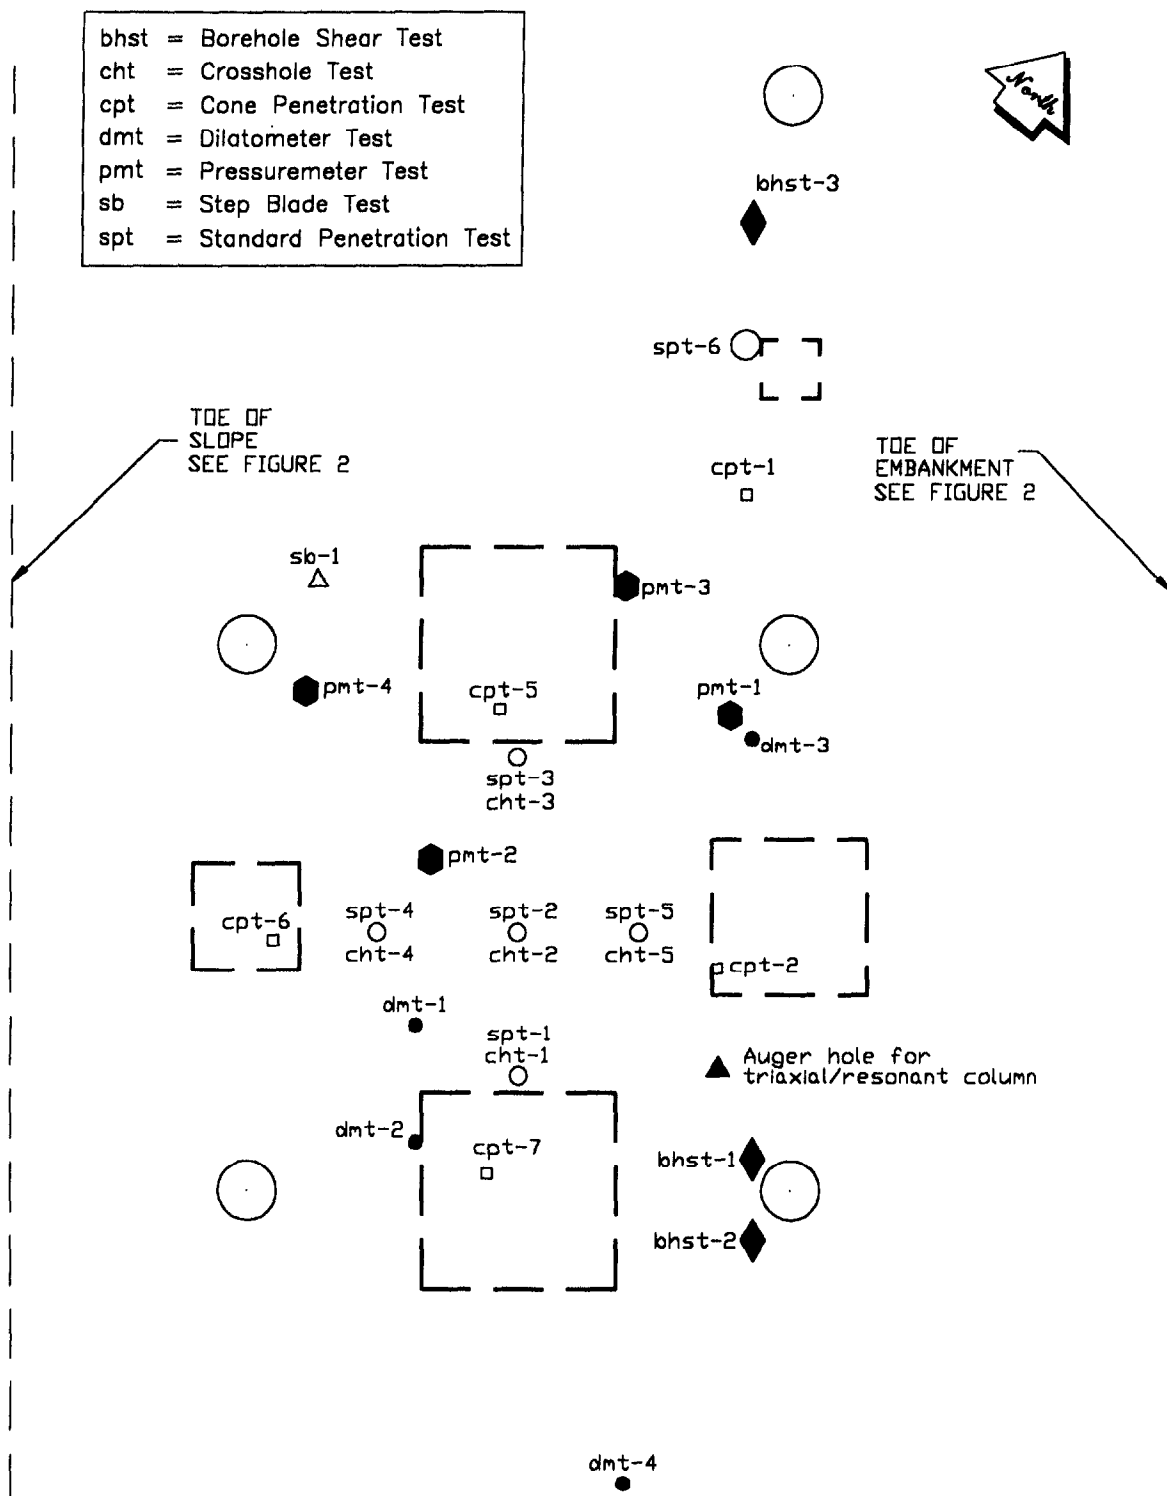 bhst = Borehole Shear Test
cht = Crosshole Test
cpt = Cone Penetration Test
dmt = Dilatometer Test
pmt = Pressuremeter Test
sb = Step Blade Test
spt = Standard Penetration Test
North
bhst-3
spt-6
TOE OF
SLOPE
SEE FIGURE 2
TOE OF
EMBANKMENT
SEE FIGURE 2
cpt-1
sb-1
pmt-3
pmt-4
cpt-5
pmt-1
dmt-3
spt-3
cht-3
pmt-2
cpt-6
spt-4
cht-4
spt-2
cht-2
spt-5
cht-5
cpt-2
dmt-1
spt-1
cht-1
Auger hole for
triaxial/resonant column
dmt-2
cpt-7
bhst-1
bhst-2
dmt-4